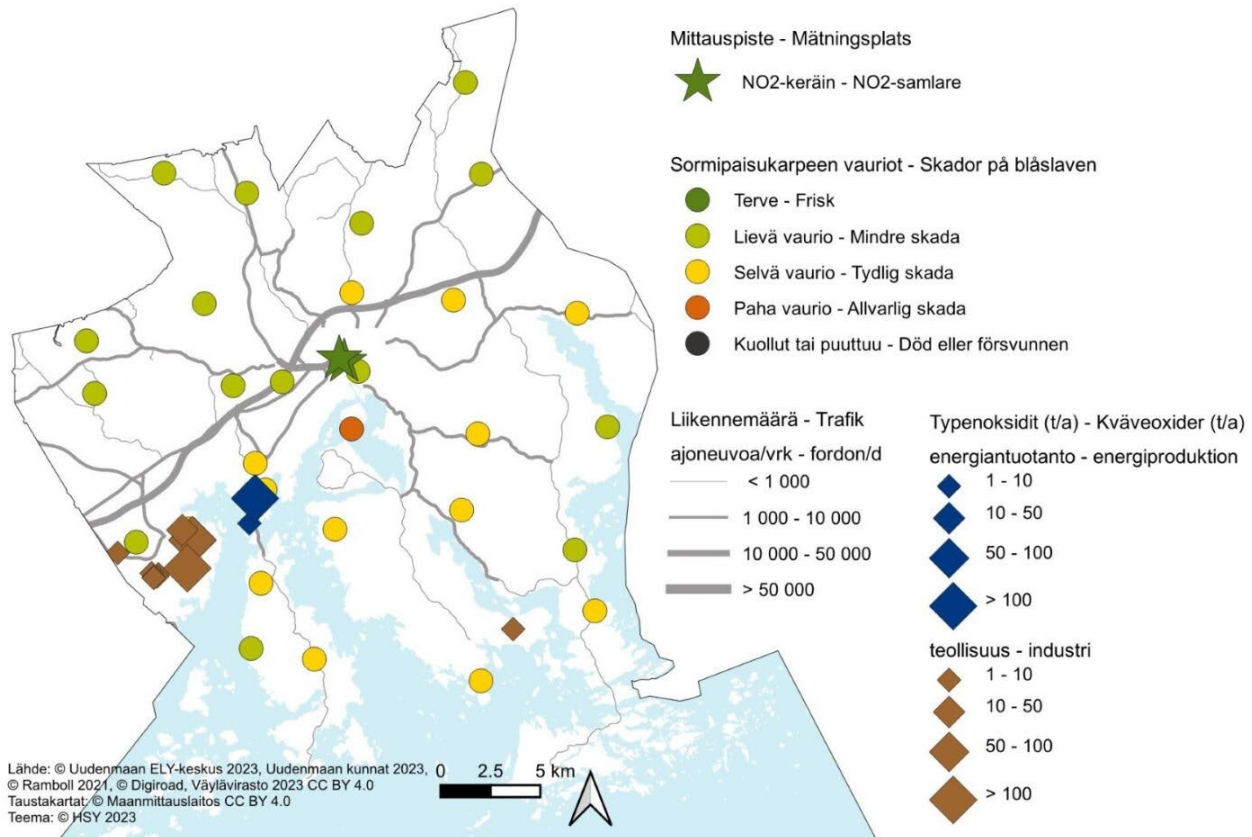 Mittauspiste - Mätningsplats
NO2-keräin - NO2-samlare
Sormipaisukarpeen vauriot - Skador på blåslaven
Terve - Frisk
Lievä vaurio - Mindre skada
Selvä vaurio - Tydlig skada
Paha vaurio - Allvarlig skada
Kuollut tai puuttuu - Död eller försvunnen
Liikennemäärä - Trafik
ajoneuvoa/vrk - fordon/d
< 1 000
1 000 - 10 000
10 000 - 50 000
> 50 000
Typenoksidit (t/a) - Kväveoxider (t/a)
energiantuotanto - energiproduktion
1 - 10
10 - 50
50 - 100
> 100
teollisuus - industri
1 - 10
10 - 50
50 - 100
> 100
Lähde: © Uudenmaan ELY-keskus 2023, Uudenmaan kunnat 2023,
© Ramboll 2021, © Digiroad, Väylävirasto 2023 CC BY 4.0
Taustakartat: © Maanmittauslaitos CC BY 4.0
Teema: © HSY 2023
0 2.5 5 km